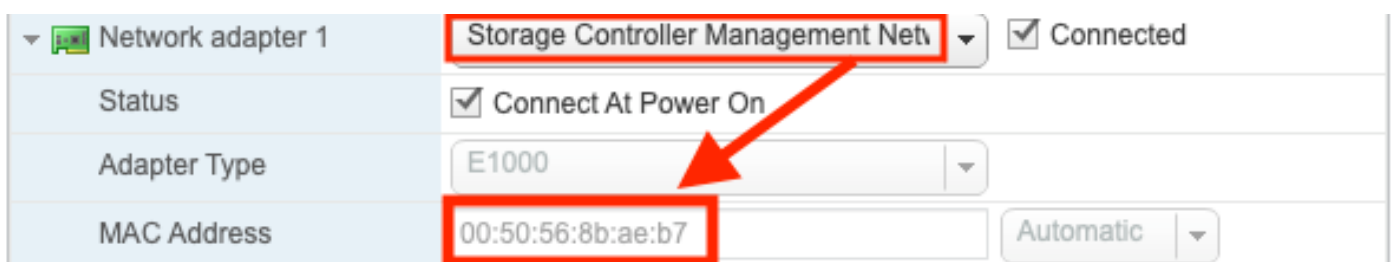 Network adapter 1 Storage Controller Management Netw Connected
Status Connect At Power On
Adapter Type E1000
MAC Address 00:50:56:8b:ae:b7 Automatic